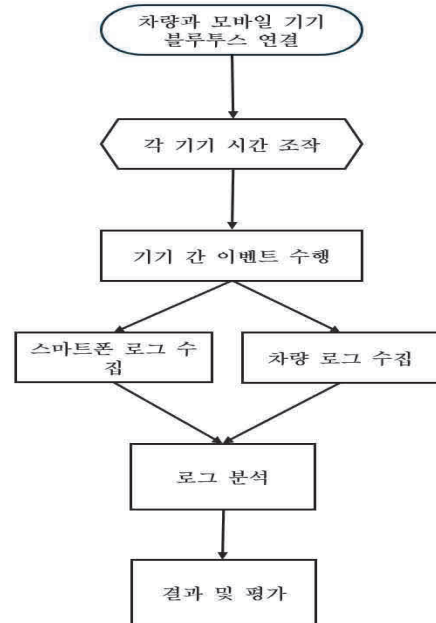 차량과 모바일 기기
블루투스 연결
각 기기 시간 조작
기기 간 이벤트 수행
스마트폰 로그 수
집
차량 로그 수집
로그 분석
결과 및 평가